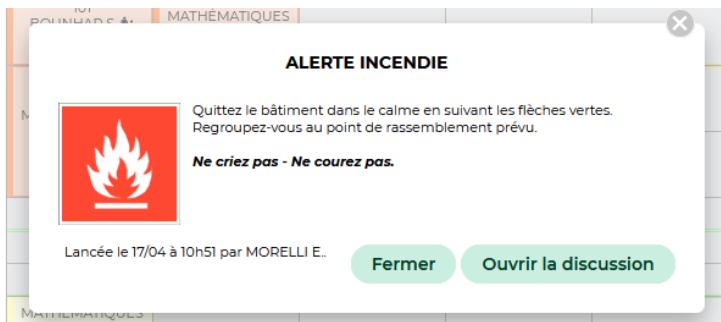 MATHÉMATIQUES
ALERTE INCENDIE
Quittez le bâtiment dans le calme en suivant les flèches vertes.
Regroupez-vous au point de rassemblement prévu.
Ne criez pas - Ne courez pas.
Lancée le 17/04 à 10h51 par MORELLI E..
Fermer
Ouvrir la discussion
MATHÉMATIQUES